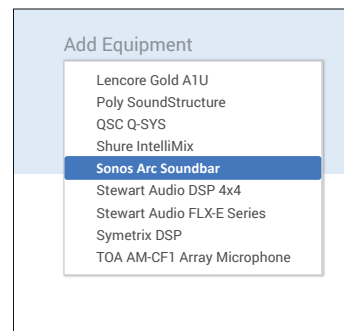 Add Equipment
Lencore Gold A1U
Poly SoundStructure
QSC Q-SYS
Shure IntelliMix
Sonos Arc Soundbar
Stewart Audio DSP 4x4
Stewart Audio FLX-E Series
Symetrix DSP
TOA AM-CF1 Array Microphone